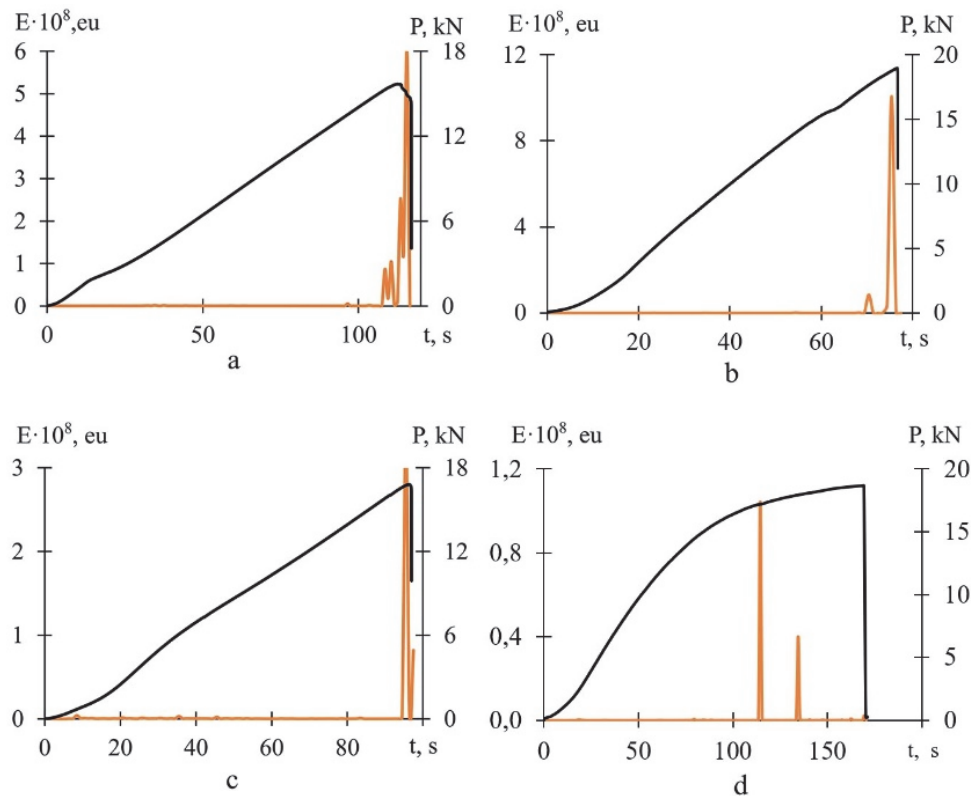 E·10⁸,eu P, kN
6 18
5
4 12
3
2 6
1
0 0
0 50 100 t, s
a
E·10⁸, eu P, kN
12 20
8 15
10
4 5
0 0
0 20 40 60 t, s
b
E·10⁸, eu P, kN
3 18
2 12
1 6
0 0
0 20 40 60 80 t, s
c
E·10⁸, eu P, kN
1,2 20
0,8 15
10
0,4 5
0,0 0
0 50 100 150 t, s
d